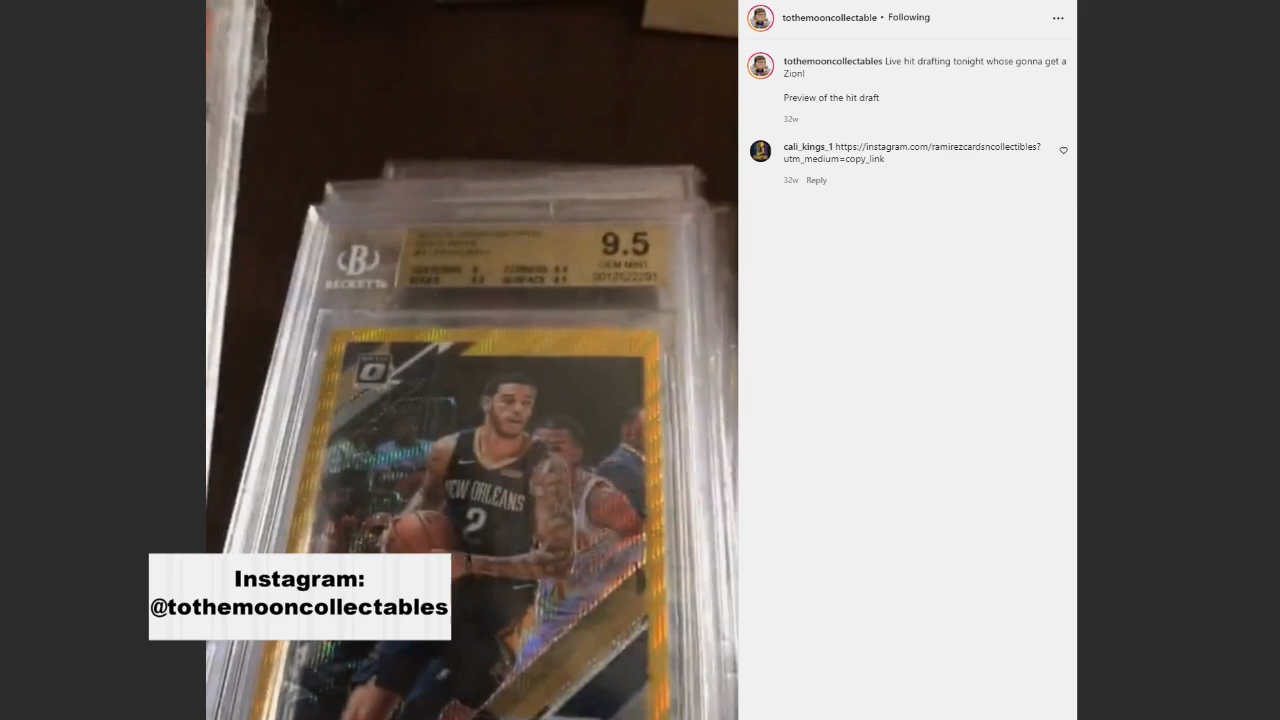 tothemooncollectable • Following
tothemooncollectables Live hit drafting tonight whose gonna get a
Zion!
Preview of the hit draft
32w
cali_kings_1 https://instagram.com/ramirezcardsncollectibles?
utm_medium=copy_link
32w Reply
9.5
GEM MINT
BECKETT
OPTIC
NEW ORLEANS
2
Instagram:
@tothemooncollectables